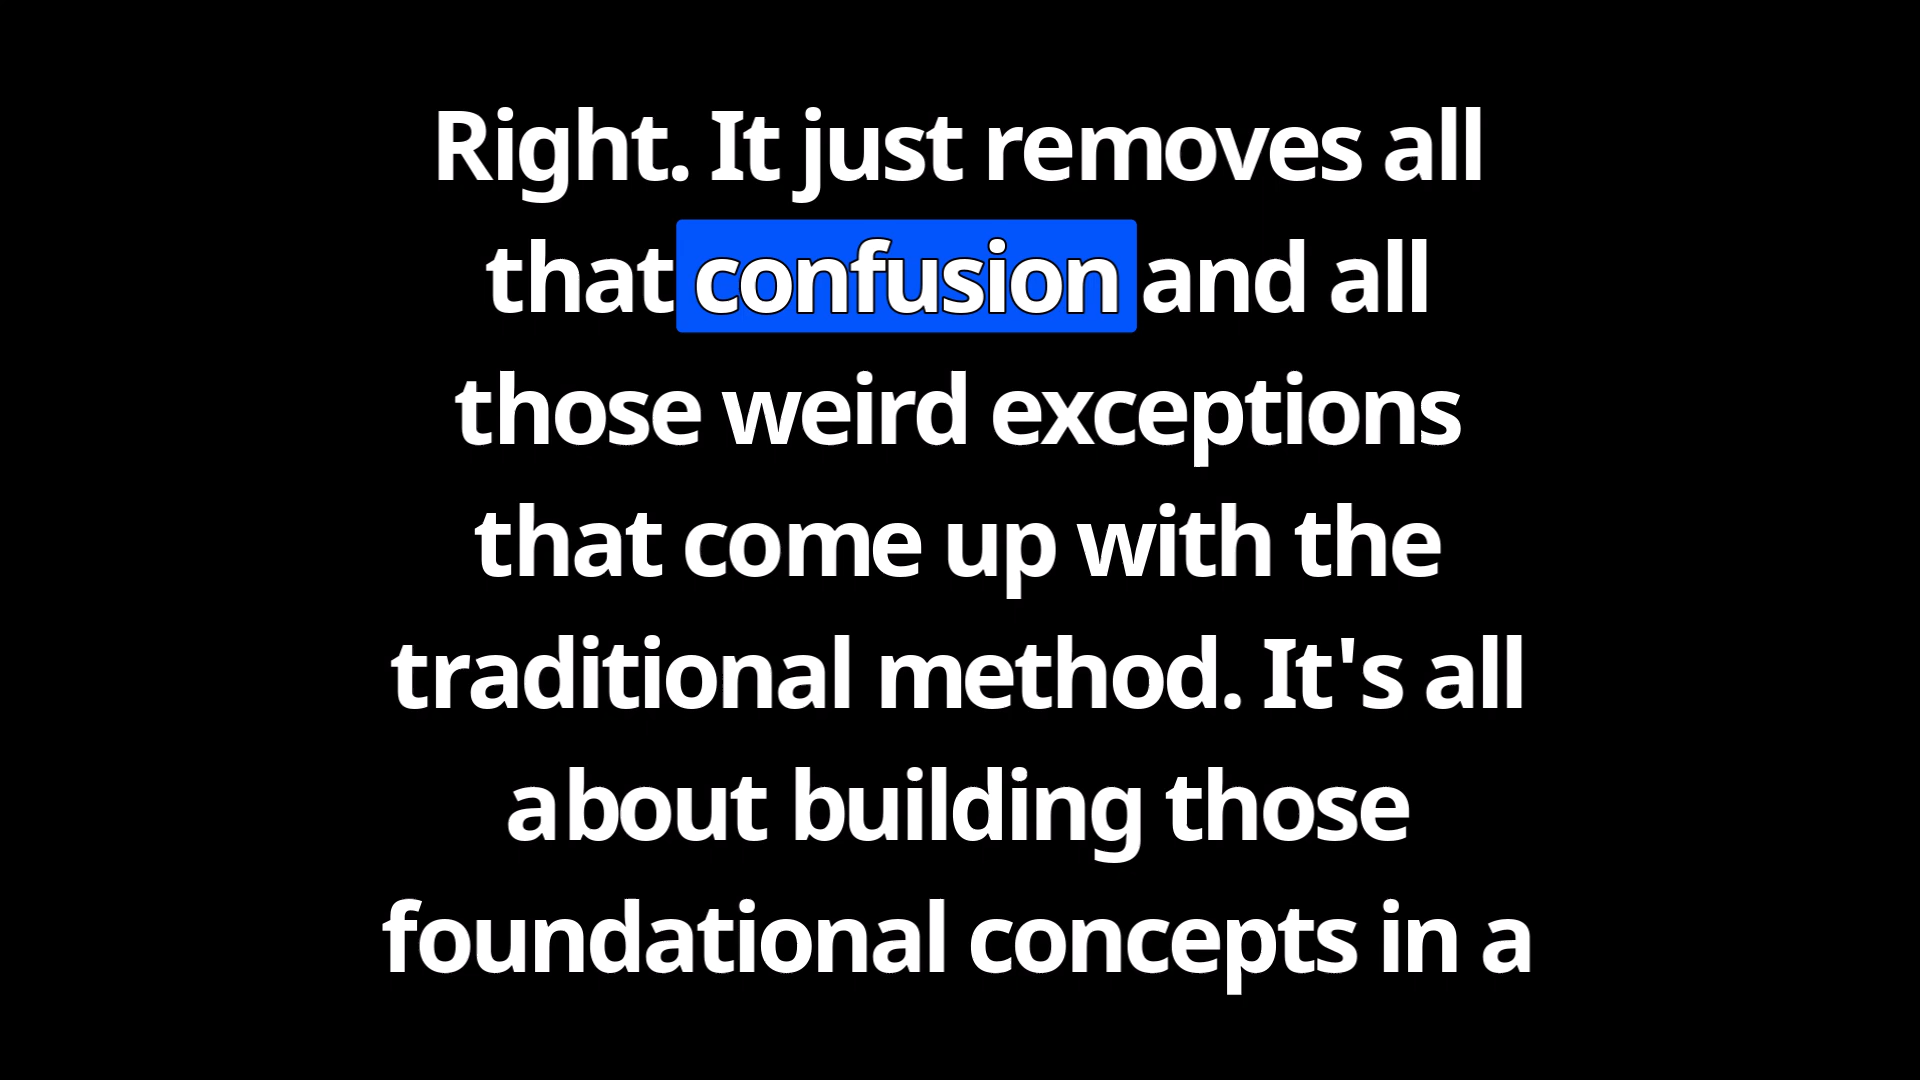 Right. It just removes all
that confusion and all
those weird exceptions
that come up with the
traditional method. It's all
about building those
foundational concepts in a